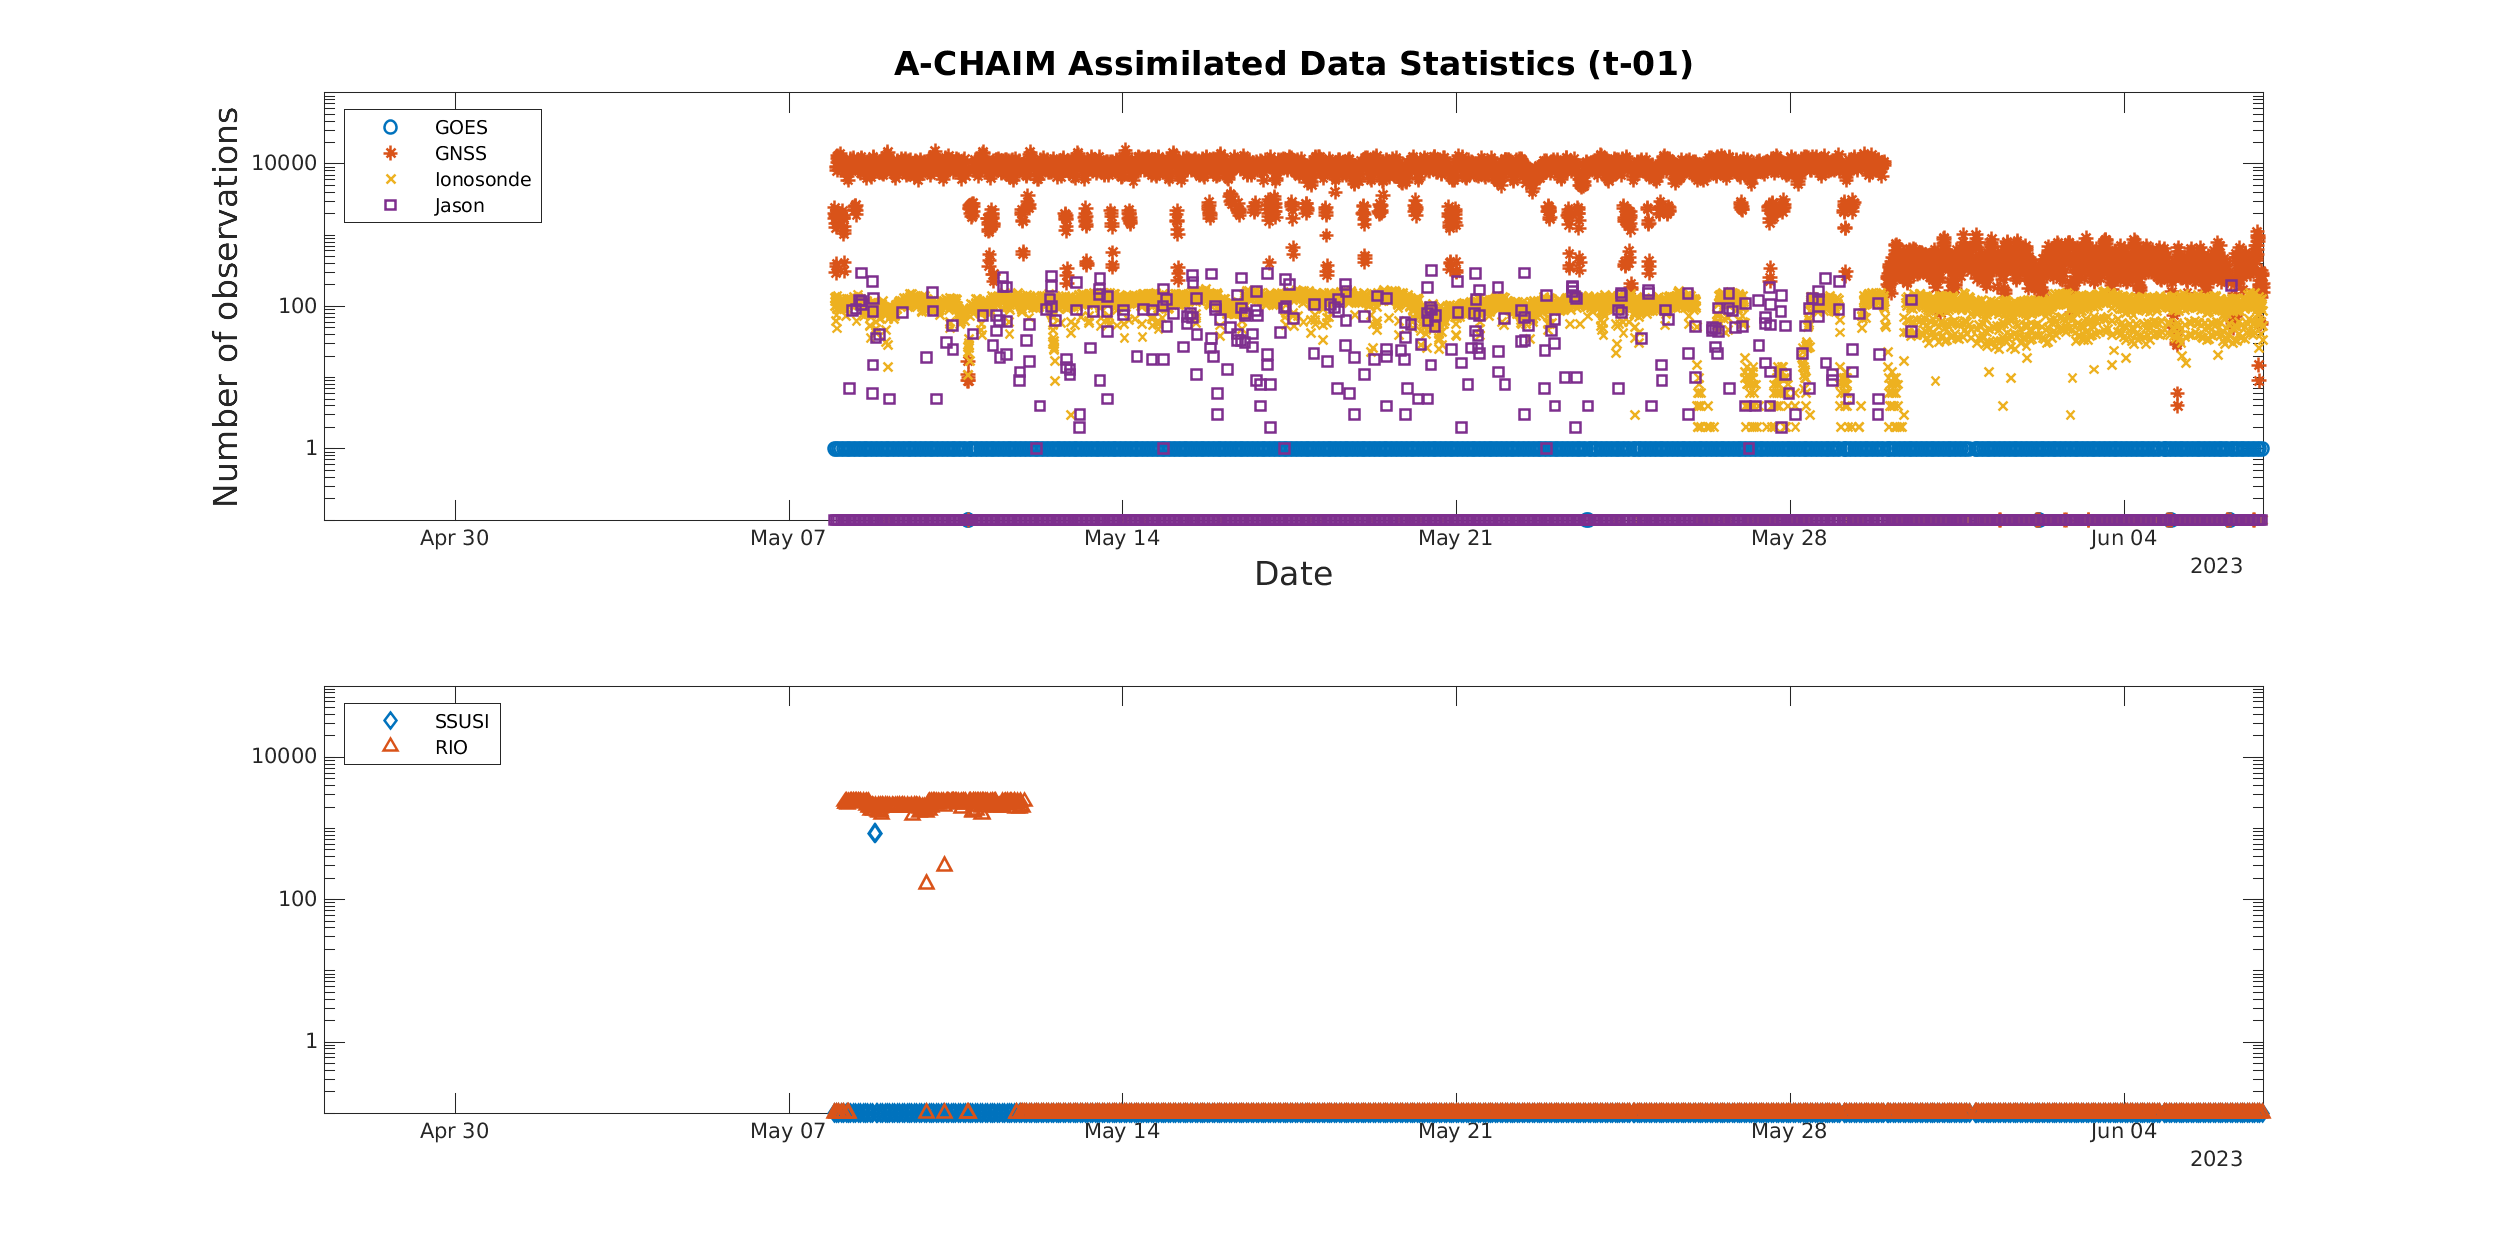 A-CHAIM Assimilated Data Statistics (t-01)
Number of observations
10000
100
1
GOES
GNSS
Ionosonde
Jason
Apr 30
May 07
May 14
May 21
May 28
Jun 04
2023
Date
10000
100
1
SSUSI
RIO
Apr 30
May 07
May 14
May 21
May 28
Jun 04
2023